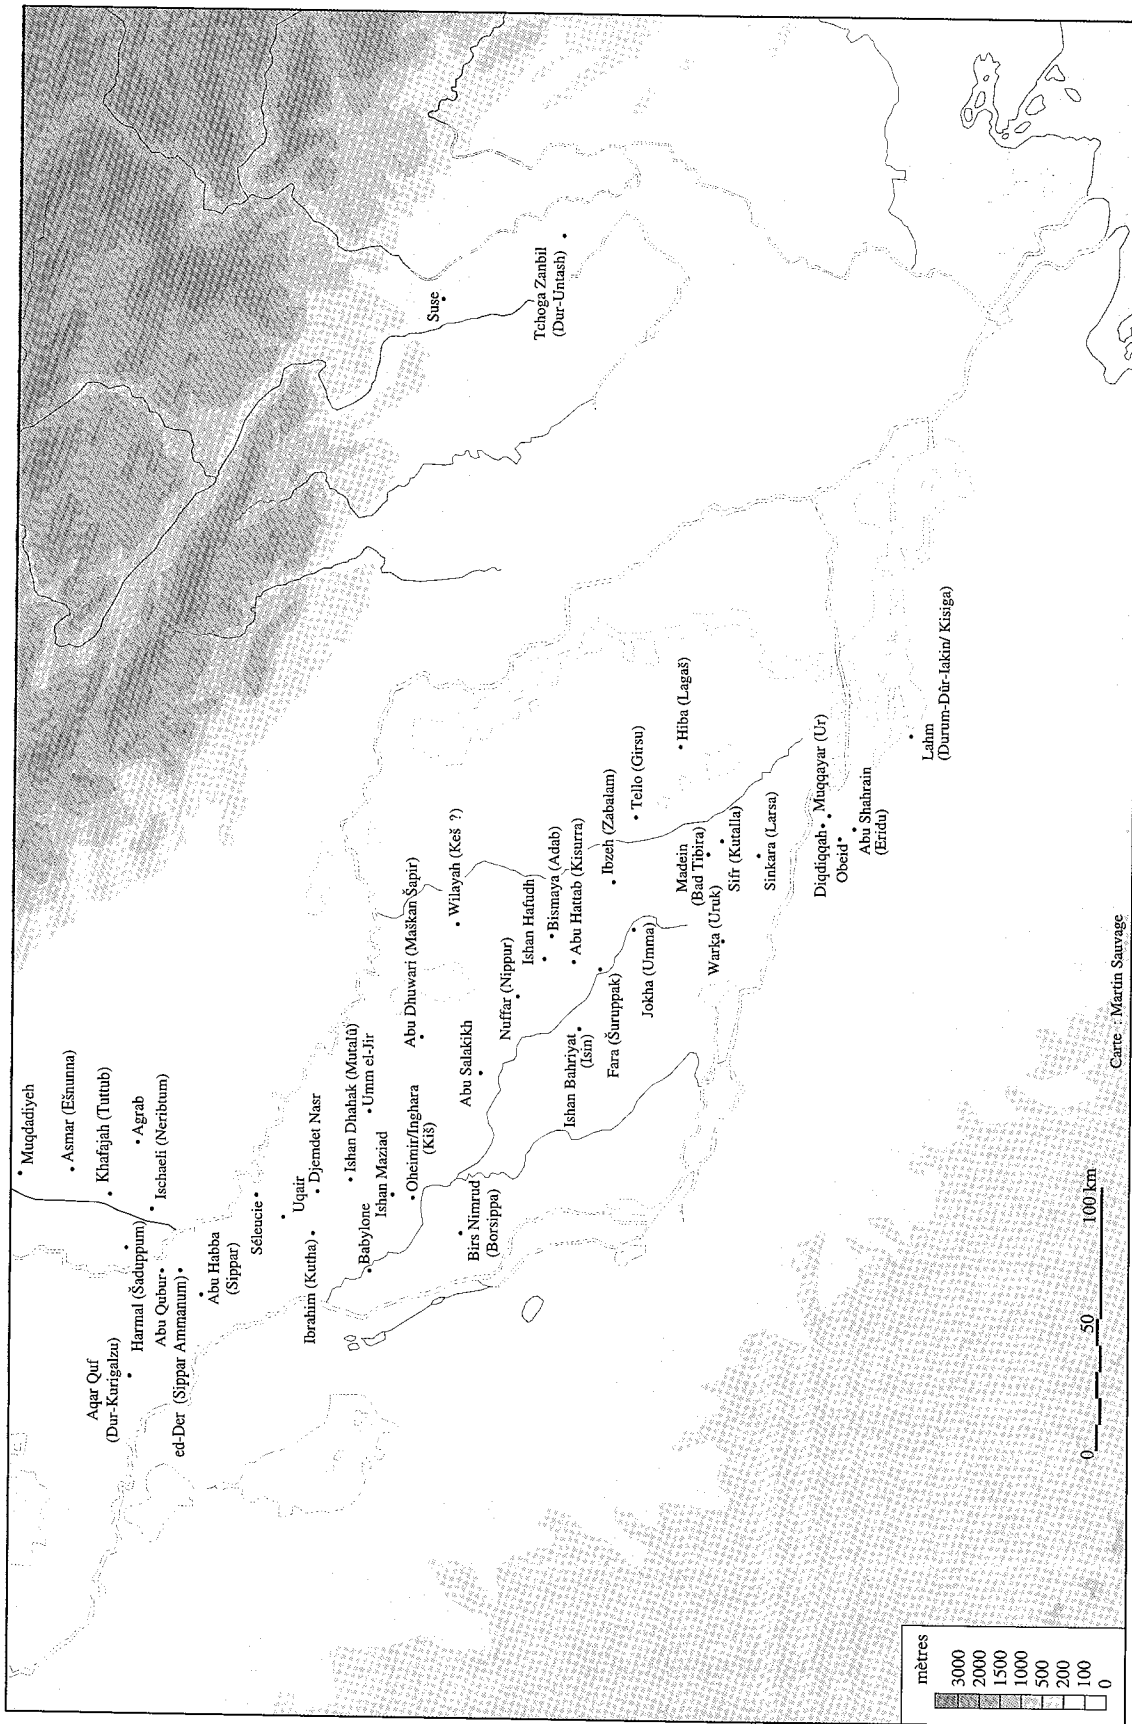 Muqdadiyeh
Asmar (Ešnunna)
Khafajah (Tuttub)
Agrab
Ischaeli (Neribtum)
Aqar Quf
(Dur-Kurigalzu)
Harmal (Šaduppum)
Abu Qubur
ed-Der (Sippar Ammanum)
Abu Habba
(Sippar)
Séleucie
Uqair
Djemdet Nasr
Ibrahim (Kutha)
Ishan Dhahak (Mutalû)
Umm el-Jir
Babylone
Ishan Maziad
Oheimir/Inghara
(Kiš)
Birs Nimrud
(Borsippa)
Abu Dhuwari (Maškan Šapir)
Abu Salakikh
Wilayah (Keš ?)
Nuffar (Nippur)
Ishan Hafudh
Bismaya (Adab)
Abu Hattab (Kisurra)
Ishan Bahriyat
(Isin)
Fara (Šuruppak)
Ibzeh (Zabalam)
Jokha (Umma)
Tello (Girsu)
Hiba (Lagaš)
Madein
(Bad Tibira)
Warka (Uruk)
Sifr (Kutalla)
Sinkara (Larsa)
Diqdiqqah
Muqqayar (Ur)
Obeid
Abu Shahrain
(Eridu)
Lahm
(Durum-Dûr-Iakin/ Kisiga)
Suse
Tchoga Zanbil
(Dur-Untash)
mètres
3000
2000
1500
1000
500
200
100
0
0
50
100 km
Carte : Martin Sauvage